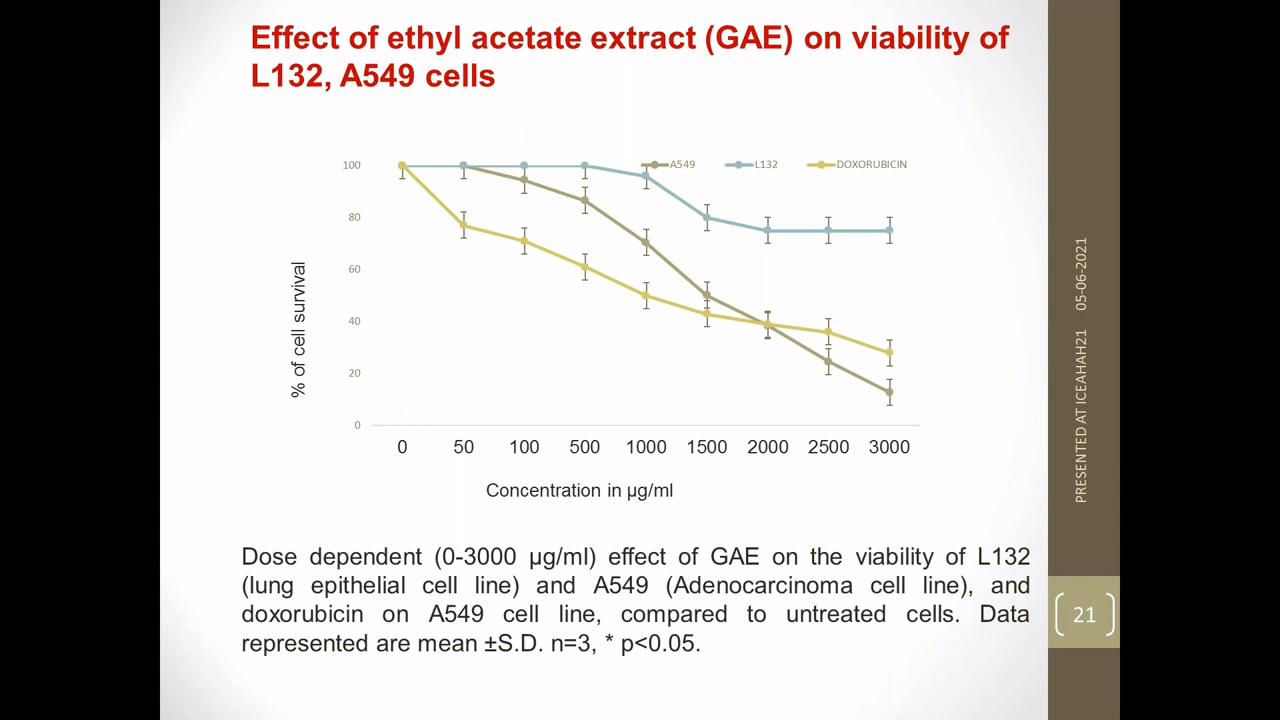 Effect of ethyl acetate extract (GAE) on viability of
L132, A549 cells
A549 L132 DOXORUBICIN
100
80
60
40
20
0
% of cell survival
0 50 100 500 1000 1500 2000 2500 3000
Concentration in µg/ml
Dose dependent (0-3000 µg/ml) effect of GAE on the viability of L132
(lung epithelial cell line) and A549 (Adenocarcinoma cell line), and
doxorubicin on A549 cell line, compared to untreated cells. Data
represented are mean ±S.D. n=3, * p<0.05.
PRESENTED AT ICEAHAH21 05-06-2021
21